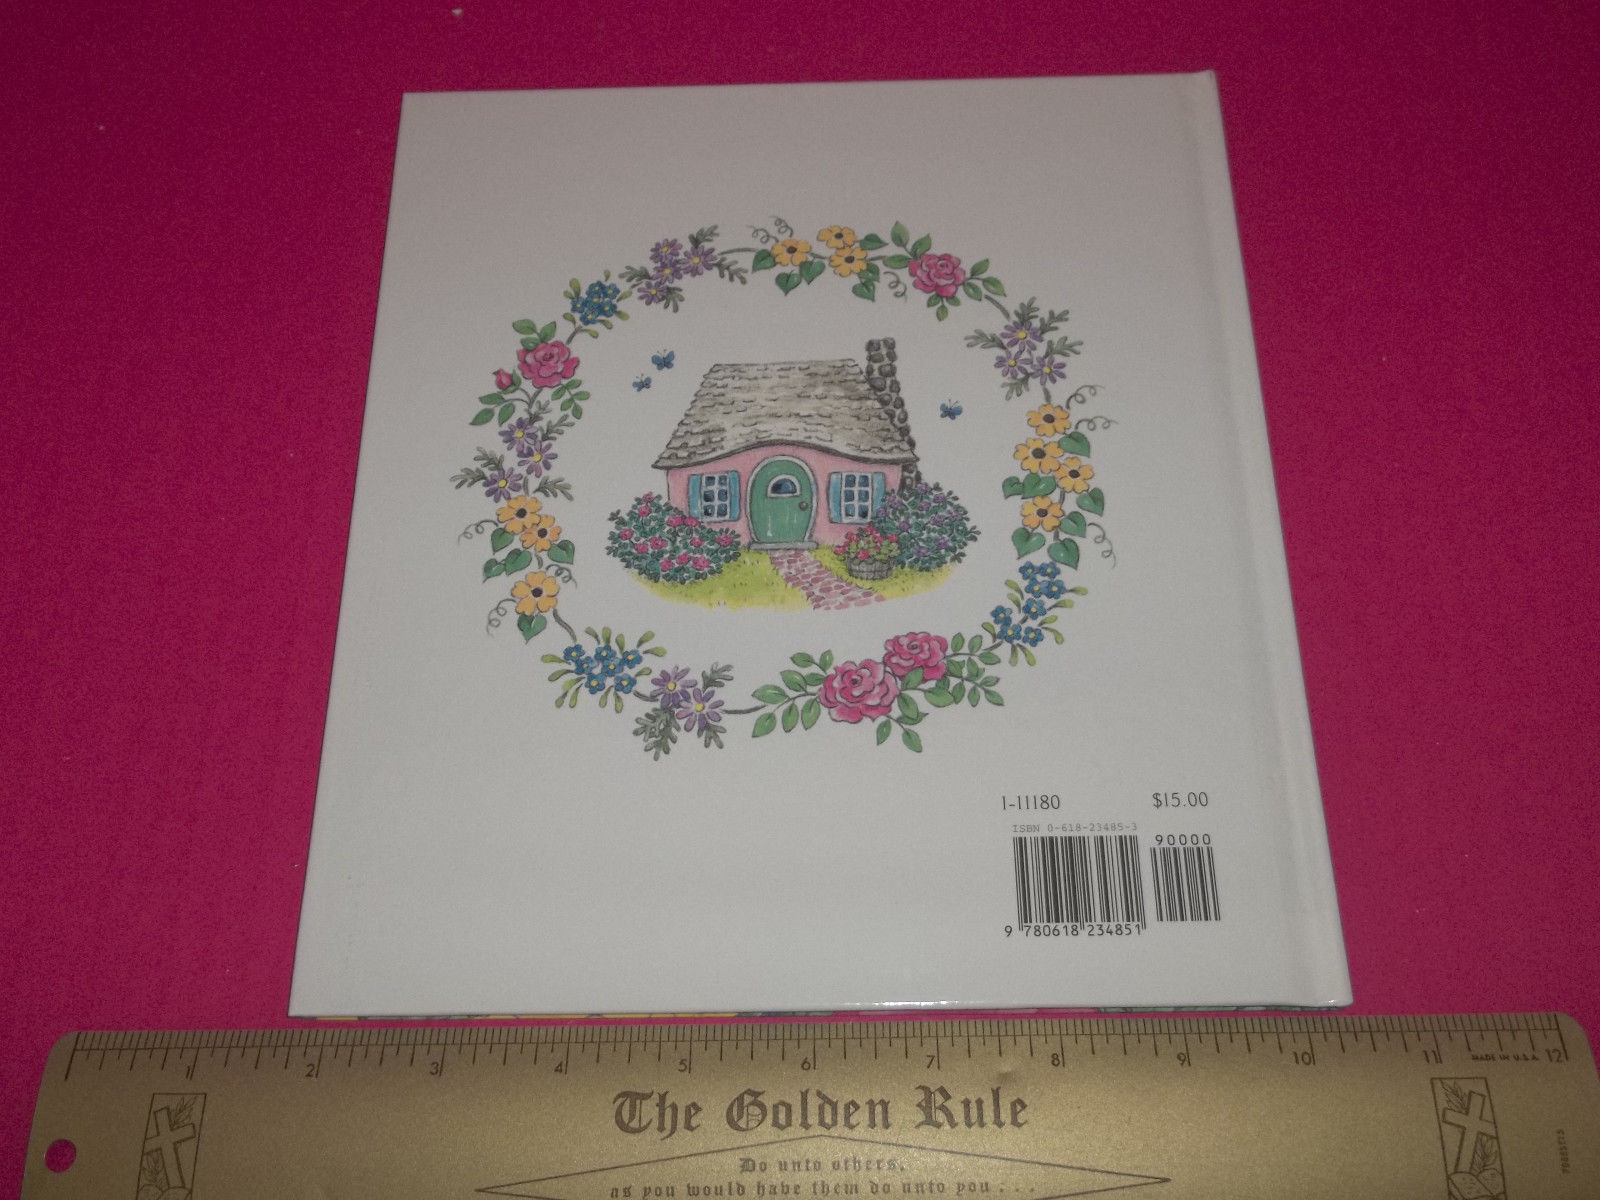 1-11180 $15.00
ISBN 0-618-23485-3
90000
9 780618 234851
1 2 3 4 5 6 7 8 9 10 11 MADE IN U.S.A. 12
The Golden Rule
Do unto others,
as you would have them do unto you . . .